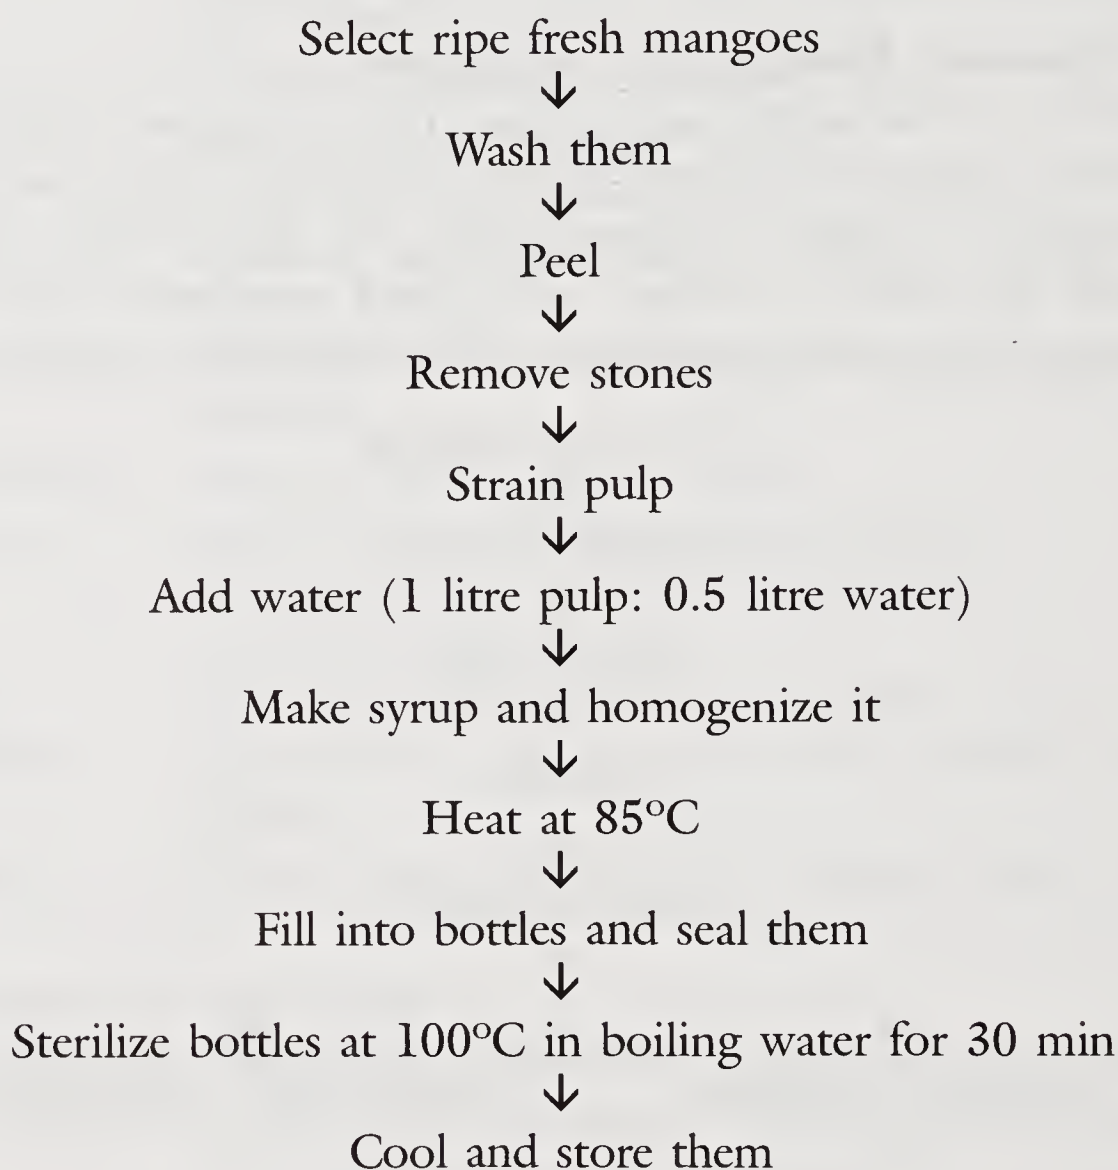 Select ripe fresh mangoes
↓
Wash them
↓
Peel
↓
Remove stones
↓
Strain pulp
↓
Add water (1 litre pulp: 0.5 litre water)
↓
Make syrup and homogenize it
↓
Heat at 85°C
↓
Fill into bottles and seal them
↓
Sterilize bottles at 100°C in boiling water for 30 min
↓
Cool and store them